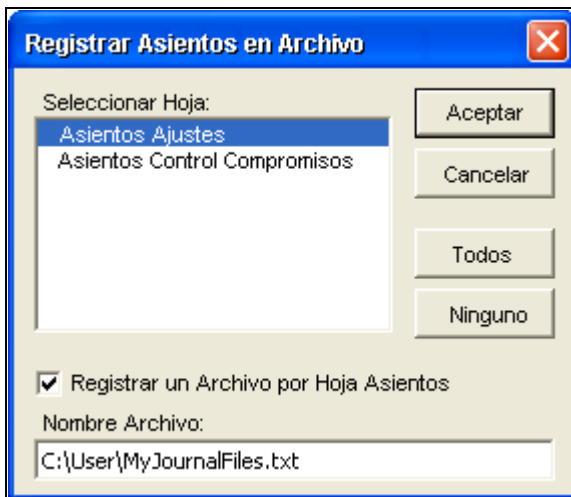 Registrar Asientos en Archivo
Seleccionar Hoja:
Asientos Ajustes
Asientos Control Compromisos
Aceptar
Cancelar
Todos
Ninguno
Registrar un Archivo por Hoja Asientos
Nombre Archivo:
C:\User\MyJournalFiles.txt